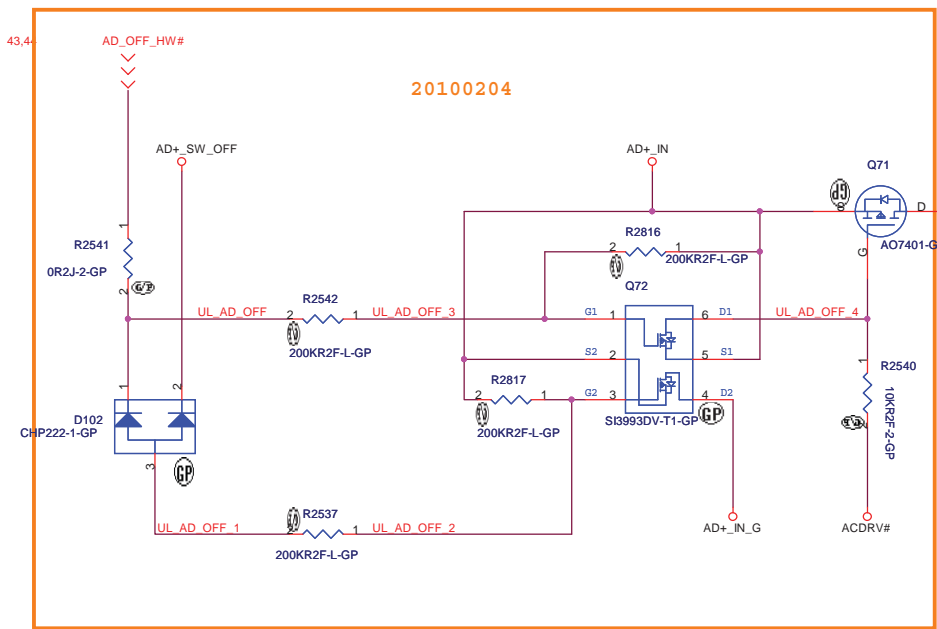 43,44
AD_OFF_HW#
20100204
AD+_SW_OFF
AD+_IN
Q71
GP
S
D
AO7401-G
G
R2541
1
0R2J-2-GP
2
R2816
2
1
200KR2F-L-GP
Q72
UL_AD_OFF
R2542
2
1
200KR2F-L-GP
UL_AD_OFF_3
G1
1
6
D1
UL_AD_OFF_4
S2
2
5
S1
G2
3
4
D2
SI3993DV-T1-GP
GP
R2817
2
1
200KR2F-L-GP
R2540
1
10KR2F-2-GP
1
2
D102
CHP222-1-GP
3
GP
UL_AD_OFF_1
R2537
2
1
200KR2F-L-GP
UL_AD_OFF_2
AD+_IN_G
ACDRV#